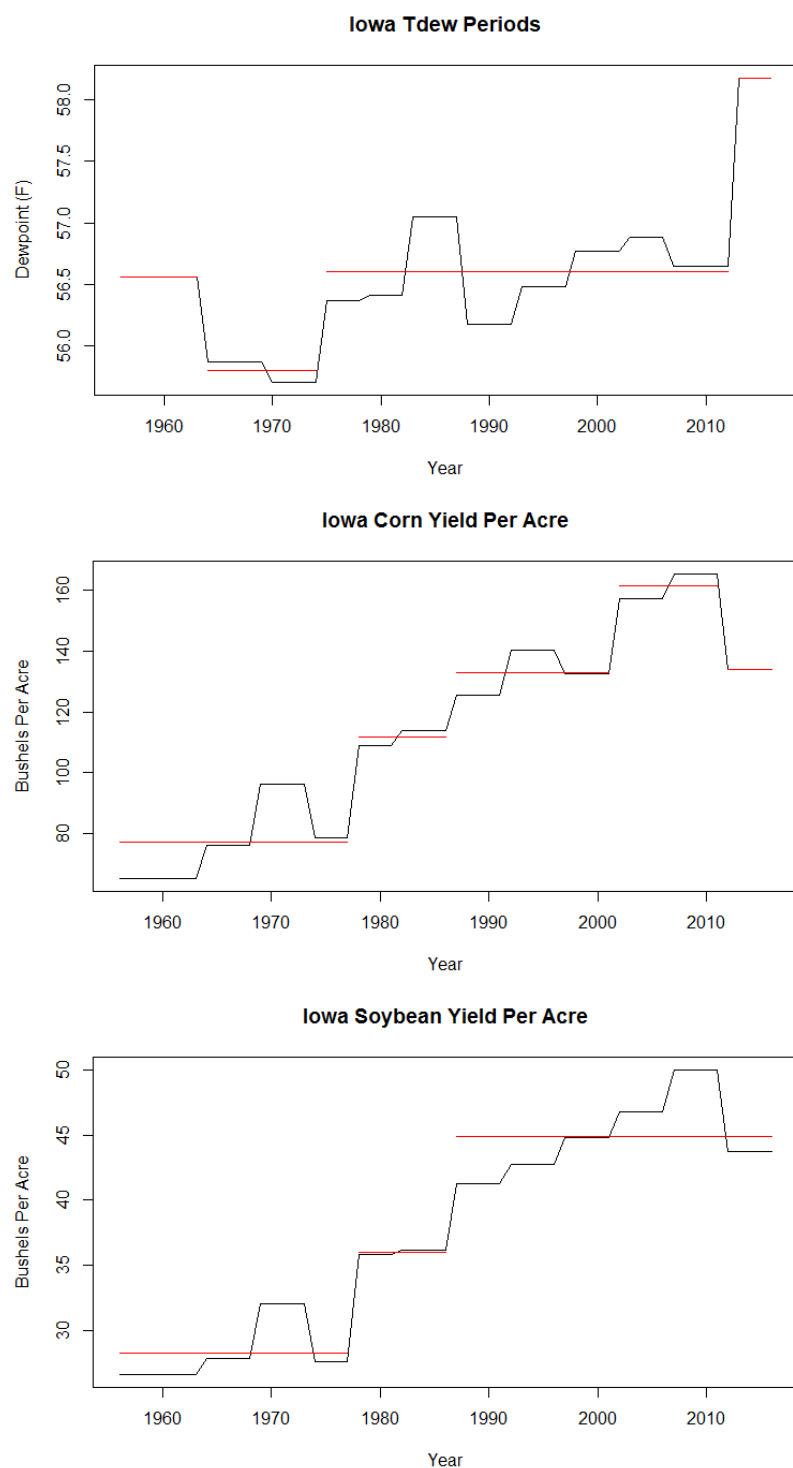 Iowa Tdew Periods
Dewpoint (F)
58.0
57.5
57.0
56.5
56.0
1960 1970 1980 1990 2000 2010
Year
Iowa Corn Yield Per Acre
Bushels Per Acre
160
140
120
100
80
1960 1970 1980 1990 2000 2010
Year
Iowa Soybean Yield Per Acre
Bushels Per Acre
50
45
40
35
30
1960 1970 1980 1990 2000 2010
Year